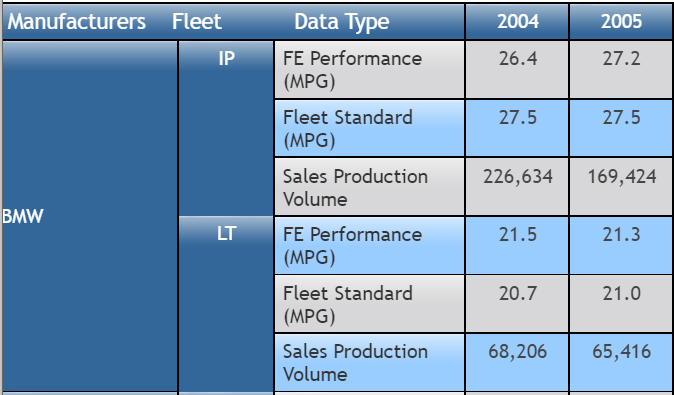 Manufacturers Fleet Data Type 2004 2005
BMW
IP
FE Performance (MPG) 26.4 27.2
Fleet Standard (MPG) 27.5 27.5
Sales Production Volume 226,634 169,424
LT
FE Performance (MPG) 21.5 21.3
Fleet Standard (MPG) 20.7 21.0
Sales Production Volume 68,206 65,416